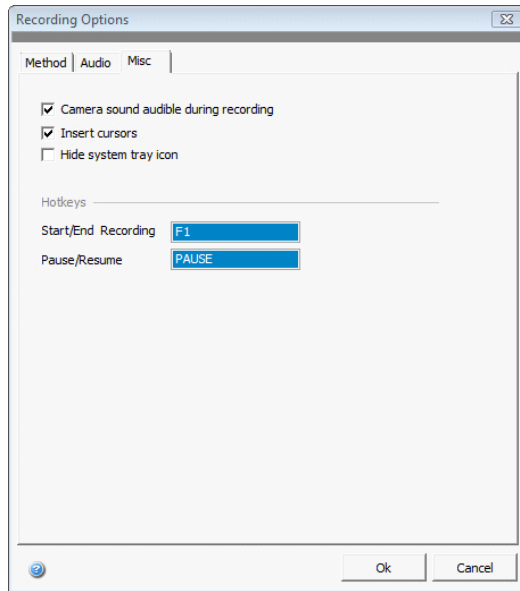 Recording Options
Method Audio Misc
Camera sound audible during recording
Insert cursors
Hide system tray icon
Hotkeys
Start/End Recording F1
Pause/Resume PAUSE
Ok Cancel